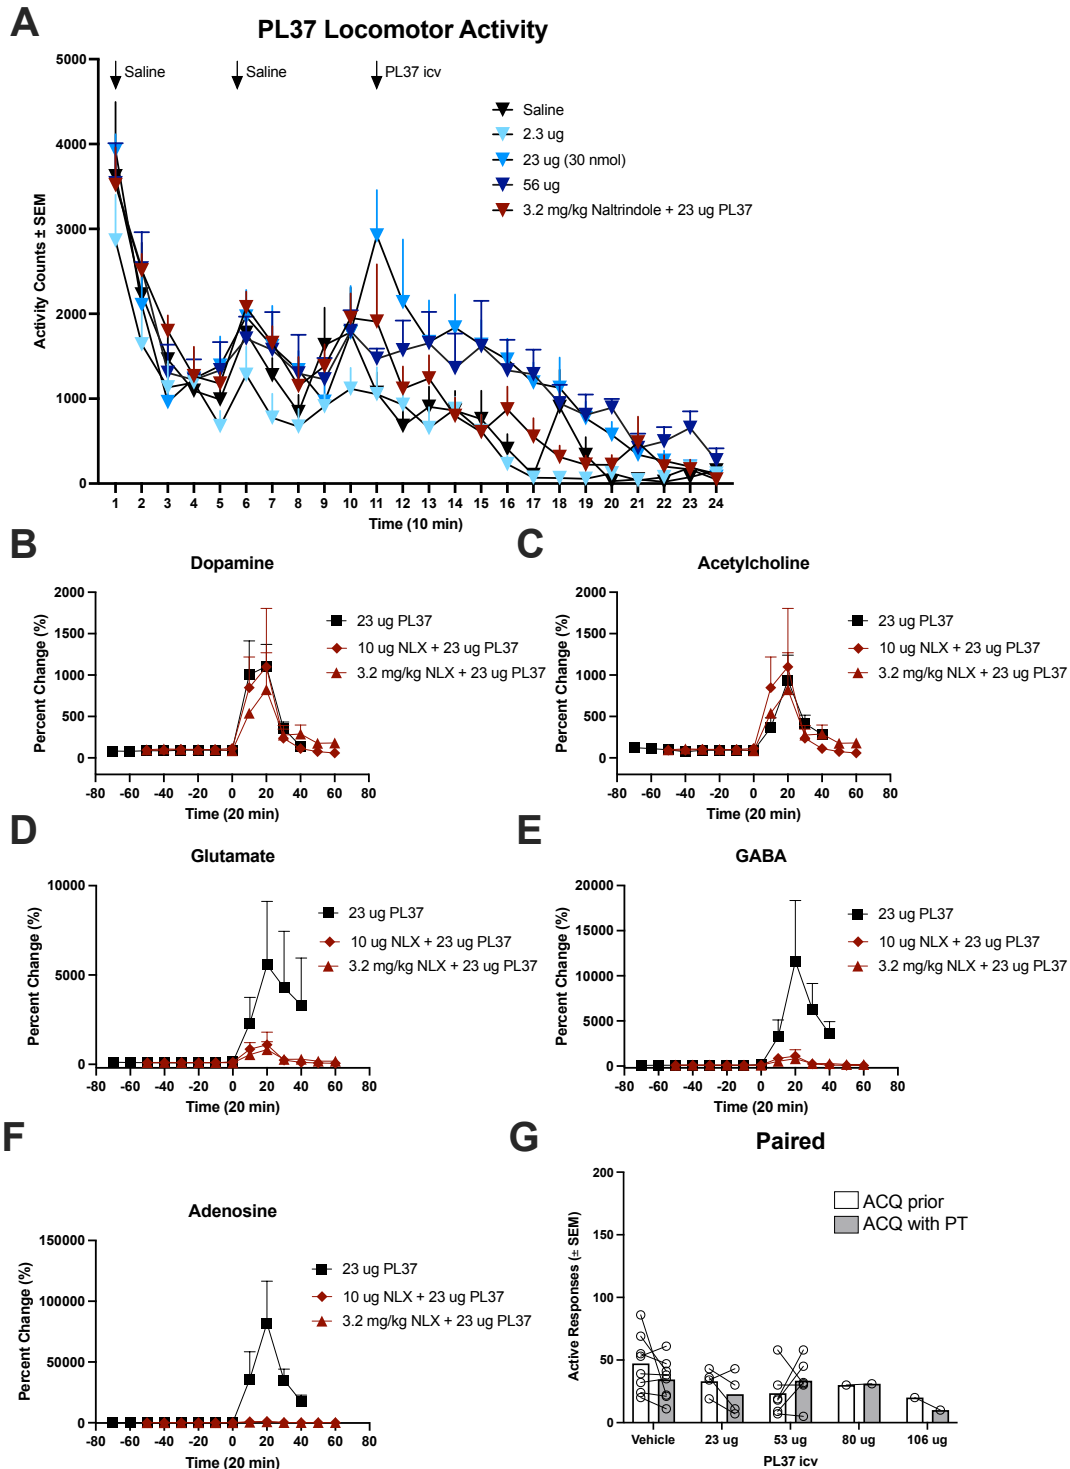 A
PL37 Locomotor Activity
Saline
Saline
PL37 icv
Saline
2.3 ug
23 ug (30 nmol)
56 ug
3.2 mg/kg Naltrindole + 23 ug PL37
Activity Counts ± SEM
5000
4000
3000
2000
1000
0
1 2 3 4 5 6 7 8 9 10 11 12 13 14 15 16 17 18 19 20 21 22 23 24
Time (10 min)
B
Dopamine
Percent Change (%)
2000
1500
1000
500
0
23 ug PL37
10 ug NLX + 23 ug PL37
3.2 mg/kg NLX + 23 ug PL37
-80 -60 -40 -20 0 20 40 60 80
Time (20 min)
C
Acetylcholine
Percent Change (%)
2000
1500
1000
500
0
23 ug PL37
10 ug NLX + 23 ug PL37
3.2 mg/kg NLX + 23 ug PL37
-80 -60 -40 -20 0 20 40 60 80
Time (20 min)
D
Glutamate
Percent Change (%)
10000
5000
0
23 ug PL37
10 ug NLX + 23 ug PL37
3.2 mg/kg NLX + 23 ug PL37
-80 -60 -40 -20 0 20 40 60 80
Time (20 min)
E
GABA
Percent Change (%)
20000
15000
10000
5000
0
23 ug PL37
10 ug NLX + 23 ug PL37
3.2 mg/kg NLX + 23 ug PL37
-80 -60 -40 -20 0 20 40 60 80
Time (20 min)
F
Adenosine
Percent Change (%)
150000
100000
50000
0
23 ug PL37
10 ug NLX + 23 ug PL37
3.2 mg/kg NLX + 23 ug PL37
-80 -60 -40 -20 0 20 40 60 80
Time (20 min)
G
Paired
Active Responses (± SEM)
200
150
100
50
0
ACQ prior
ACQ with PT
Vehicle 23 ug 53 ug 80 ug 106 ug
PL37 icv